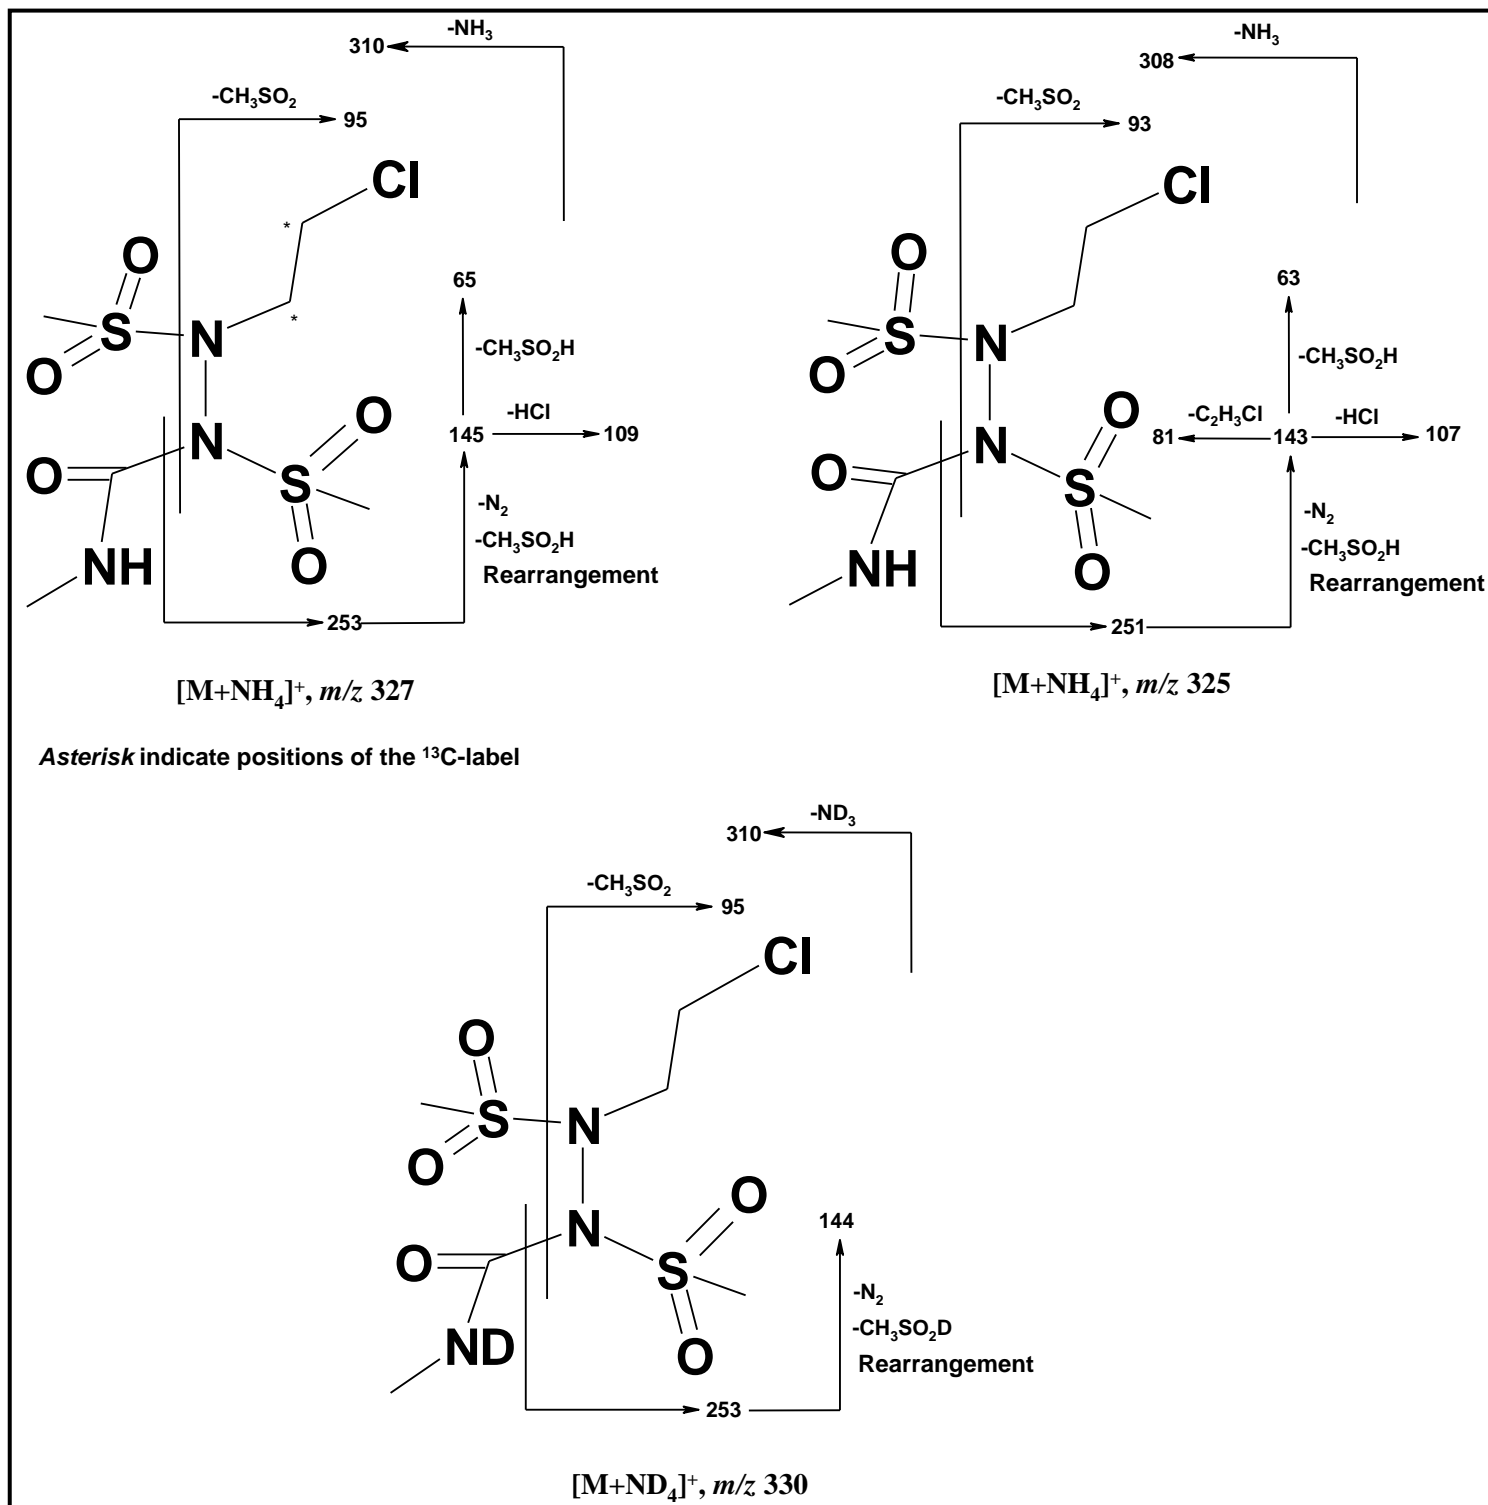 310
-NH3
-CH3SO2
95
Cl
*
*
O
S
O
N
N
O
O
S
O
NH
65
-CH3SO2H
145
-HCl
109
-N2
-CH3SO2H
Rearrangement
253
[M+NH4]+, m/z 327
308
-NH3
-CH3SO2
93
Cl
O
S
O
N
N
O
O
S
O
NH
63
-CH3SO2H
81
-C2H3Cl
143
-HCl
107
-N2
-CH3SO2H
Rearrangement
251
[M+NH4]+, m/z 325
Asterisk indicate positions of the 13C-label
310
-ND3
-CH3SO2
95
Cl
O
S
O
N
N
O
O
S
O
ND
144
-N2
-CH3SO2D
Rearrangement
253
[M+ND4]+, m/z 330